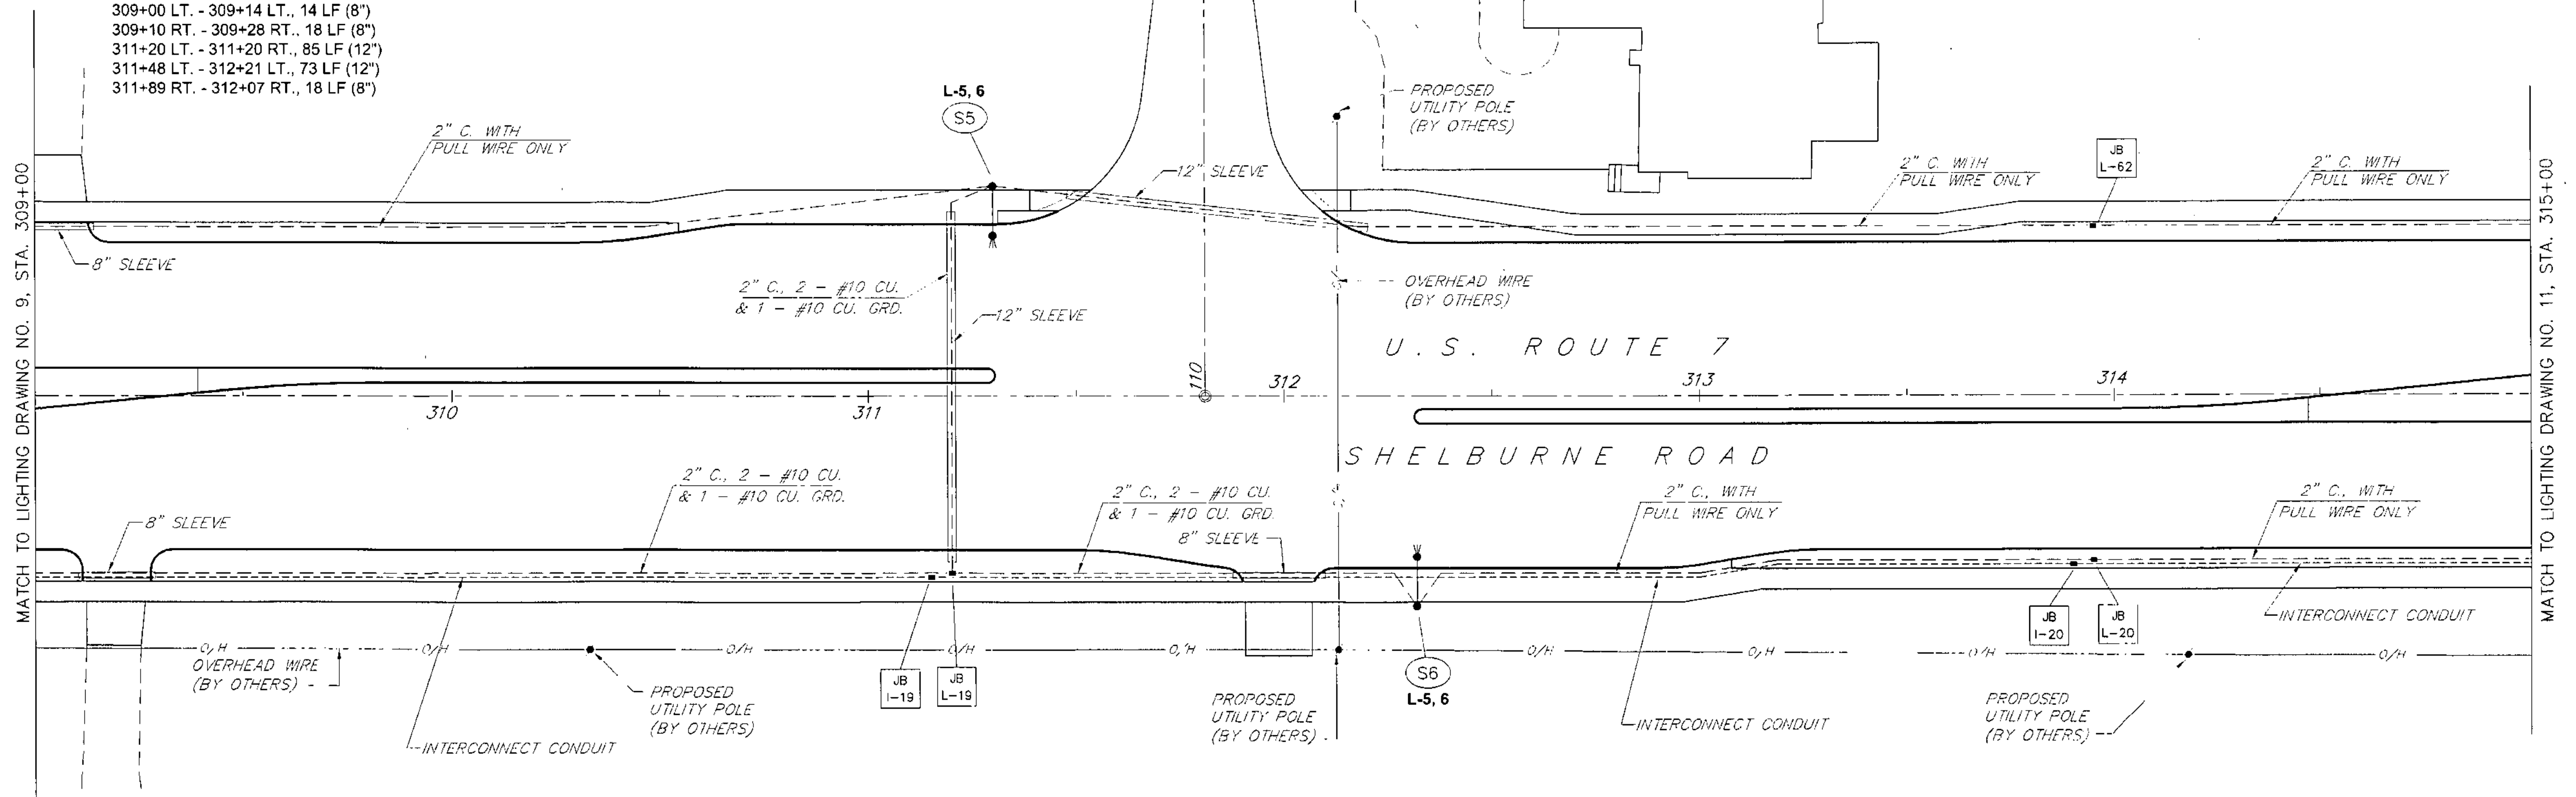 309+00 LT. - 309+14 LT., 14 LF (8")
309+10 RT. - 309+28 RT., 18 LF (8")
311+20 LT. - 311+20 RT., 85 LF (12")
311+48 LT. - 312+21 LT., 73 LF (12")
311+89 RT. - 312+07 RT., 18 LF (8")
MATCH TO LIGHTING DRAWING NO. 9, STA. 309+00
2" C. WITH
PULL WIRE ONLY
L-5, 6
S5
PROPOSED
UTILITY POLE
(BY OTHERS)
12" SLEEVE
2" C. WITH
PULL WIRE ONLY
JB
L-62
2" C. WITH
PULL WIRE ONLY
8" SLEEVE
2" C., 2 - #10 CU.
& 1 - #10 CU. GRD.
12" SLEEVE
OVERHEAD WIRE
(BY OTHERS)
U.S. ROUTE 7
310
311
110
312
313
314
SHELBURNE ROAD
8" SLEEVE
2" C., 2 - #10 CU.
& 1 - #10 CU. GRD.
2" C., 2 - #10 CU.
& 1 - #10 CU. GRD.
8" SLEEVE
2" C., WITH
PULL WIRE ONLY
2" C., WITH
PULL WIRE ONLY
INTERCONNECT CONDUIT
JB
I-20
JB
L-20
O/H
O/H
O/H
O/H
O/H
O/H
O/H
O/H
O/H
OVERHEAD WIRE
(BY OTHERS)
PROPOSED
UTILITY POLE
(BY OTHERS)
JB
I-19
JB
L-19
PROPOSED
UTILITY POLE
(BY OTHERS)
S6
L-5, 6
PROPOSED
UTILITY POLE
(BY OTHERS)
INTERCONNECT CONDUIT
INTERCONNECT CONDUIT
MATCH TO LIGHTING DRAWING NO. 11, STA. 315+00